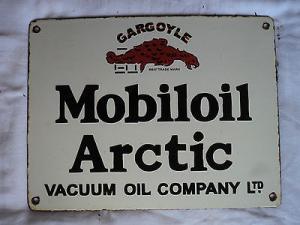 GARGOYLE
Mobiloil
Arctic
VACUUM OIL COMPANY LTD